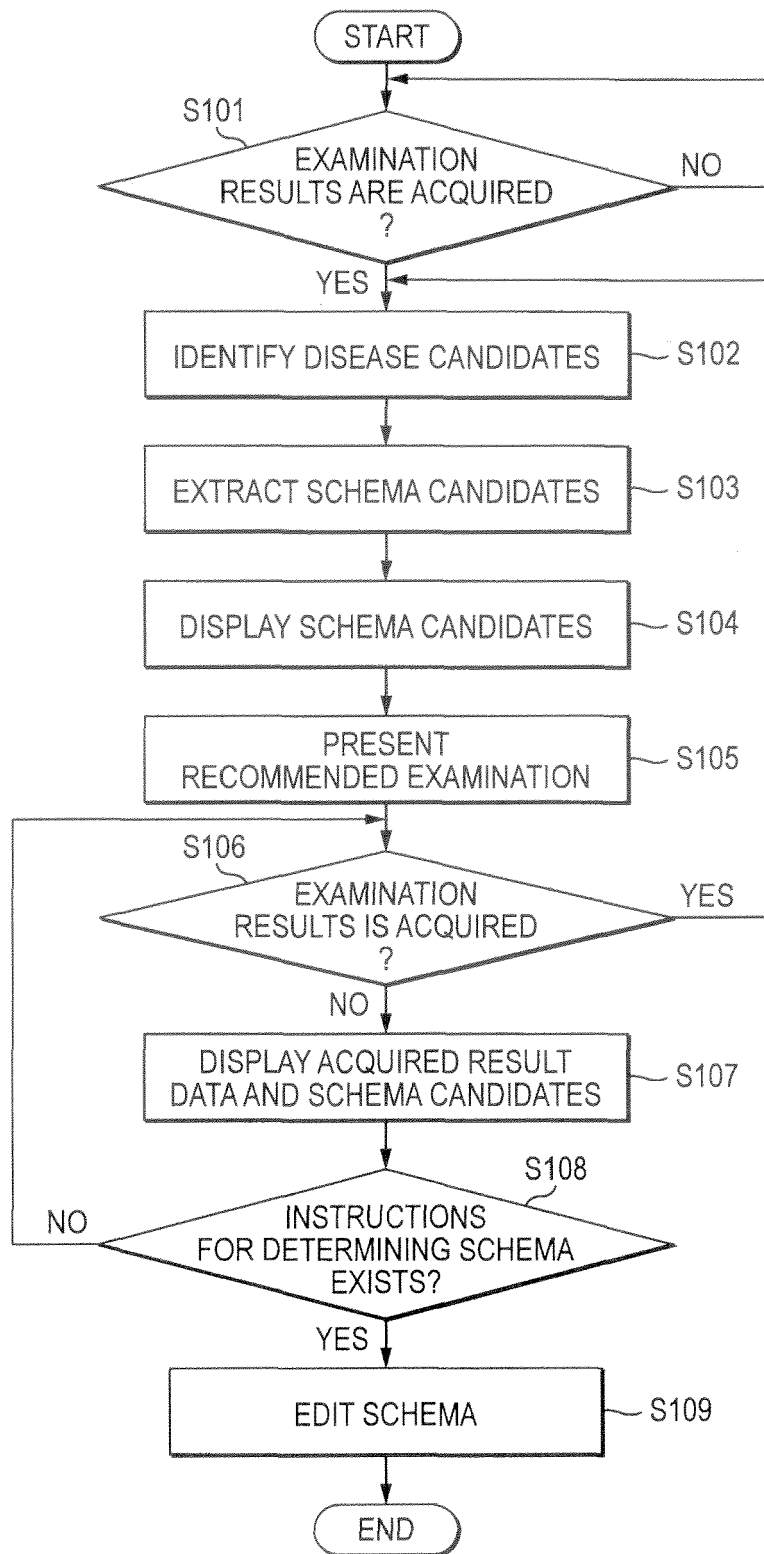 START
S101
EXAMINATION
RESULTS ARE ACQUIRED
?
NO
YES
IDENTIFY DISEASE CANDIDATES
S102
EXTRACT SCHEMA CANDIDATES
S103
DISPLAY SCHEMA CANDIDATES
S104
PRESENT
RECOMMENDED EXAMINATION
S105
S106
EXAMINATION
RESULTS IS ACQUIRED
?
YES
NO
DISPLAY ACQUIRED RESULT
DATA AND SCHEMA CANDIDATES
S107
S108
INSTRUCTIONS
FOR DETERMINING SCHEMA
EXISTS?
NO
YES
EDIT SCHEMA
S109
END